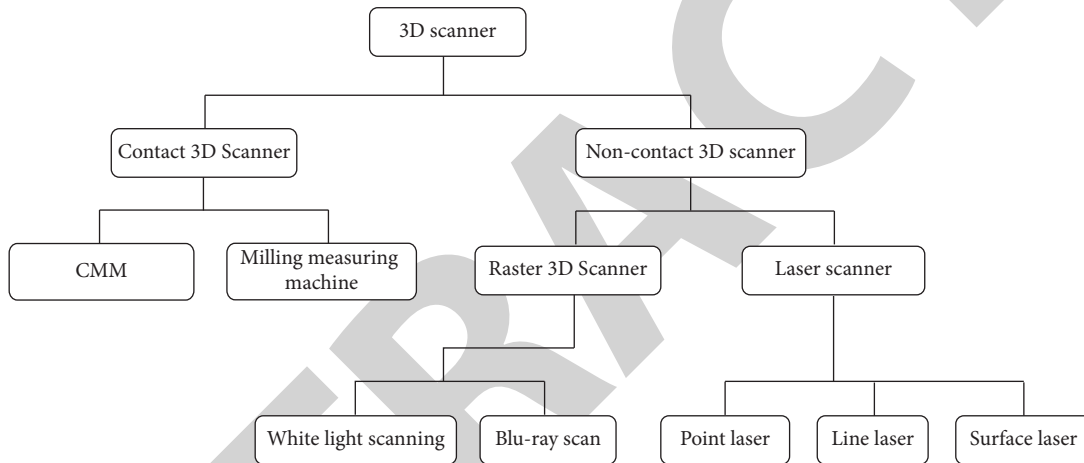 3D scanner
Contact 3D Scanner
Non-contact 3D scanner
CMM
Milling measuring
machine
Raster 3D Scanner
Laser scanner
White light scanning
Blu-ray scan
Point laser
Line laser
Surface laser